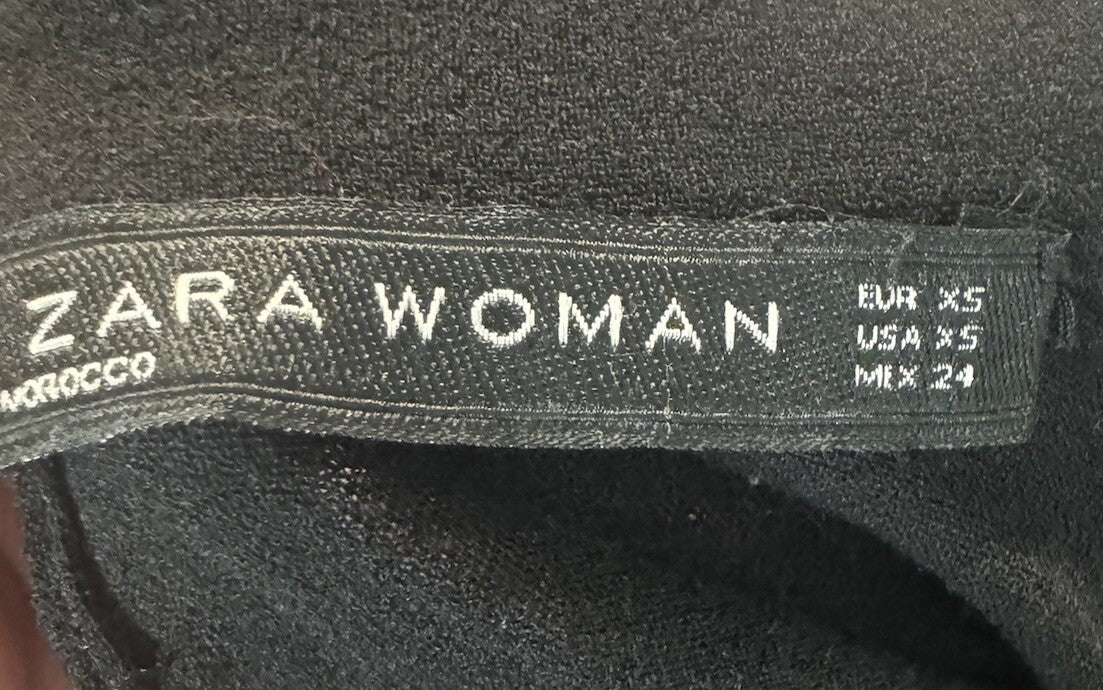 ZARA WOMAN
MOROCCO
EUR XS
USA XS
MEX 24